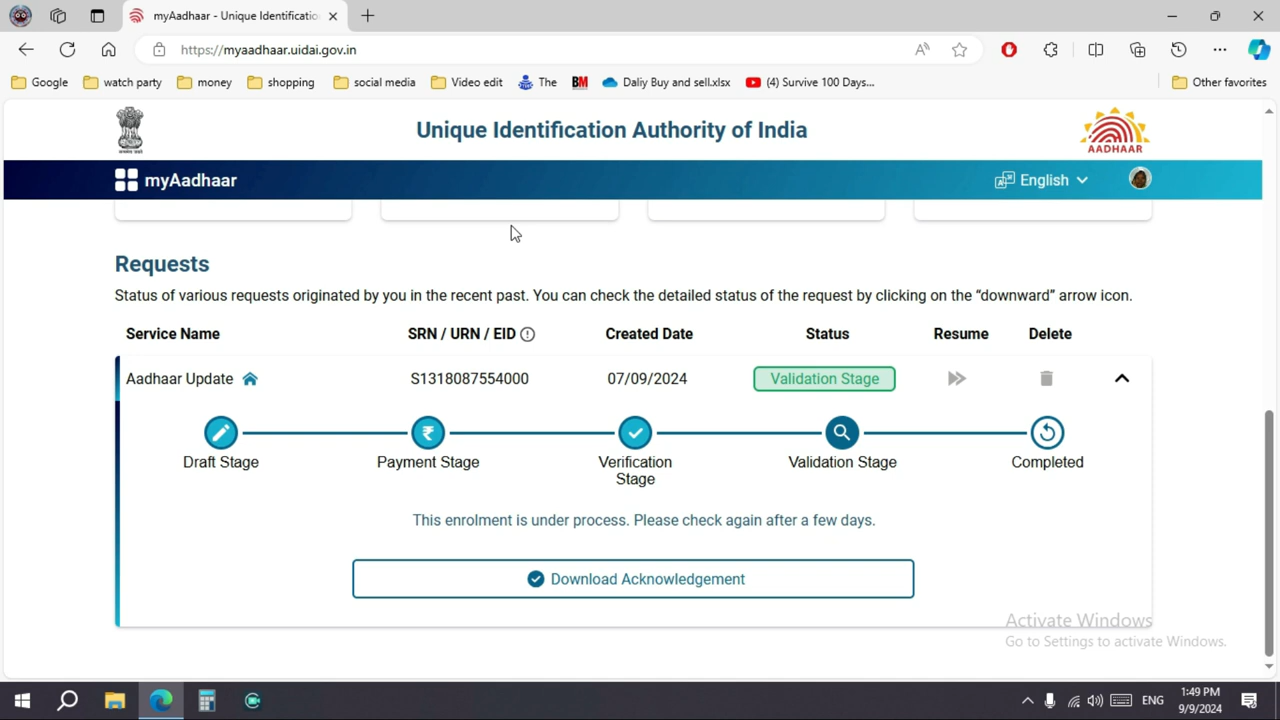 myAadhaar - Unique Identificatio
https://myaadhaar.uidai.gov.in
Google watch party money shopping social media Video edit The BM Daliy Buy and sell.xlsx (4) Survive 100 Days... Other favorites
Unique Identification Authority of India
AADHAAR
myAadhaar English
Requests
Status of various requests originated by you in the recent past. You can check the detailed status of the request by clicking on the “downward” arrow icon.
Service Name SRN / URN / EID Created Date Status Resume Delete
Aadhaar Update S1318087554000 07/09/2024 Validation Stage
₹
Draft Stage Payment Stage Verification Stage Validation Stage Completed
This enrolment is under process. Please check again after a few days.
Download Acknowledgement
Activate Windows
Go to Settings to activate Windows.
ENG 1:49 PM
9/9/2024